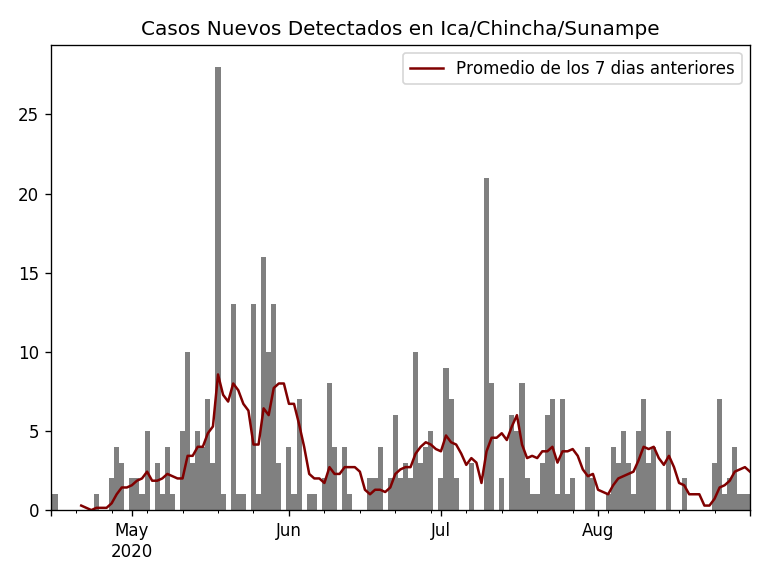 Casos Nuevos Detectados en Ica/Chincha/Sunampe
Promedio de los 7 dias anteriores
25
20
15
10
5
0
May
2020
Jun
Jul
Aug